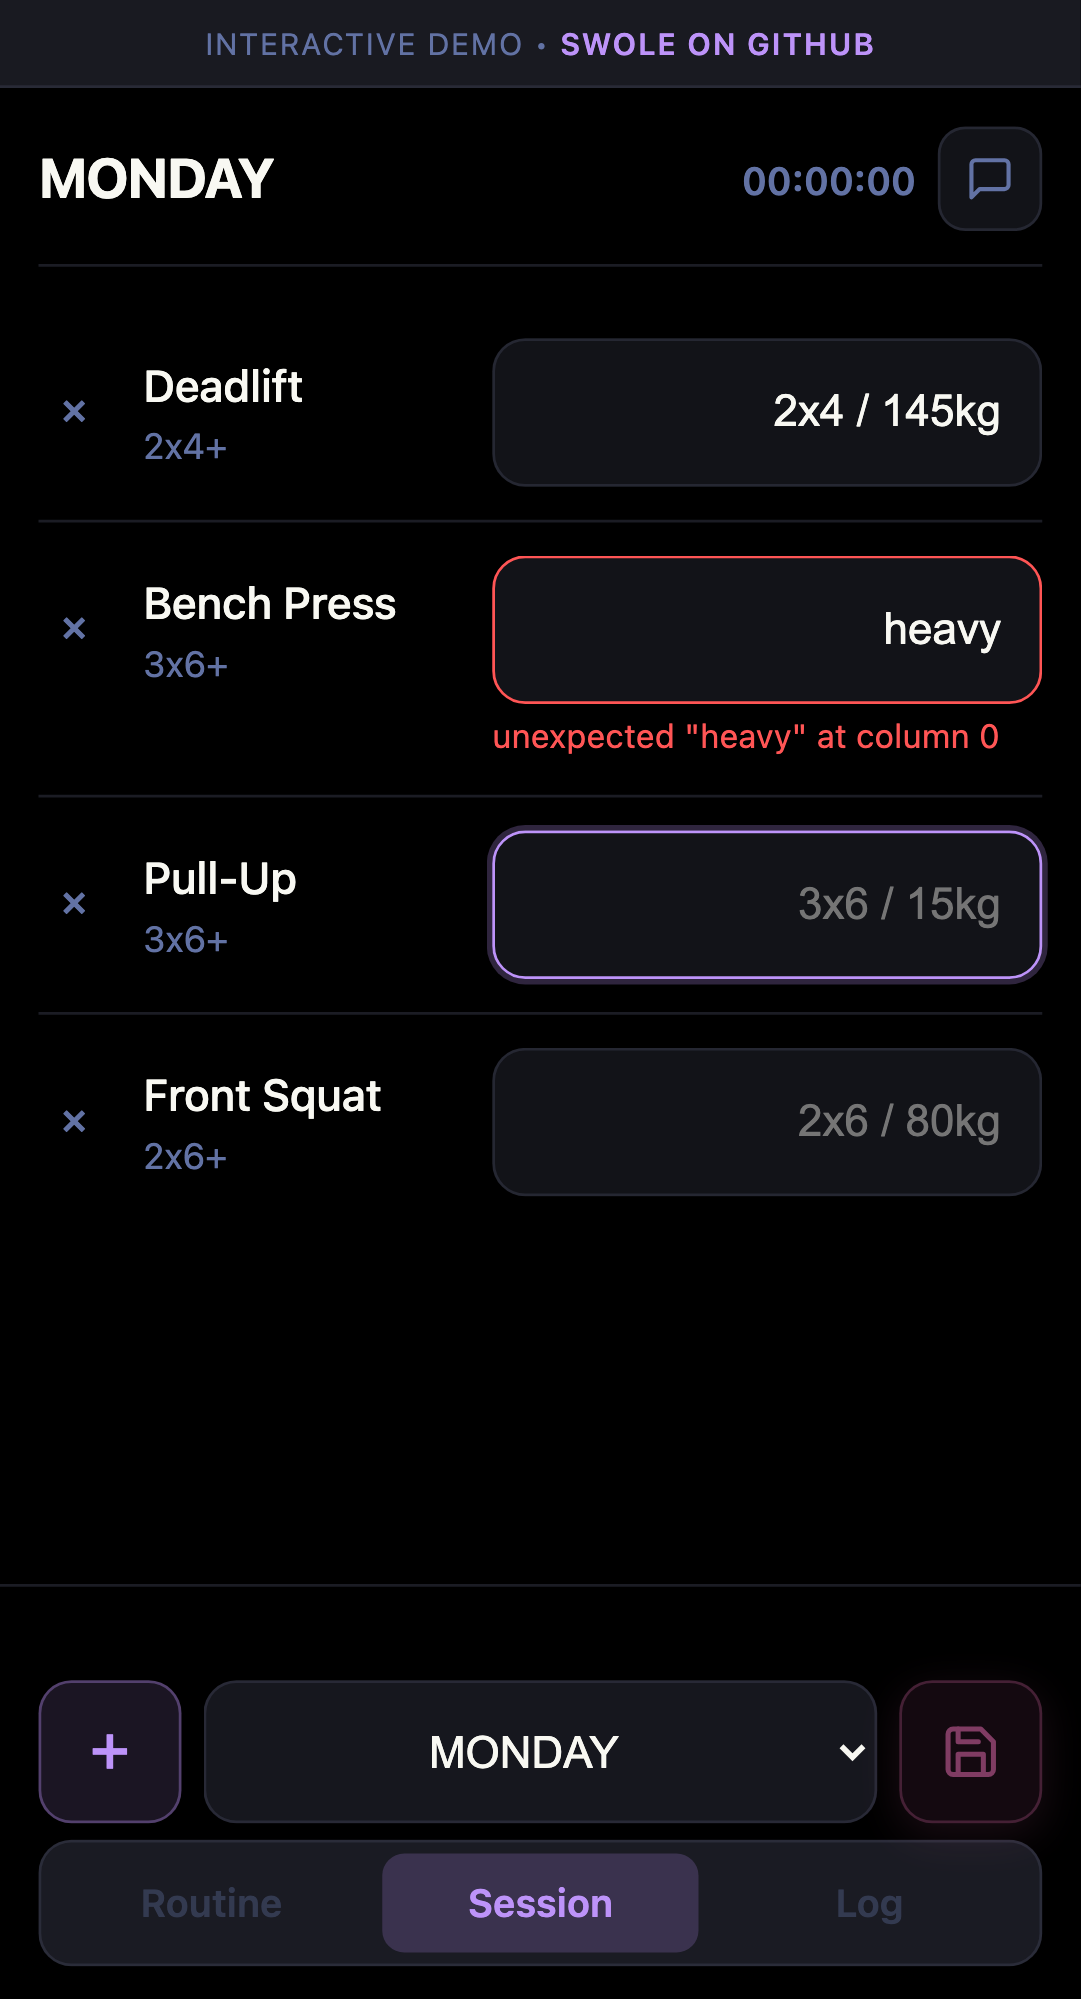 INTERACTIVE DEMO • SWOLE ON GITHUB
MONDAY
00:00:00
Deadlift
2x4+
2x4 / 145kg
Bench Press
3x6+
heavy
unexpected "heavy" at column 0
Pull-Up
3x6+
3x6 / 15kg
Front Squat
2x6+
2x6 / 80kg
MONDAY
Routine
Session
Log